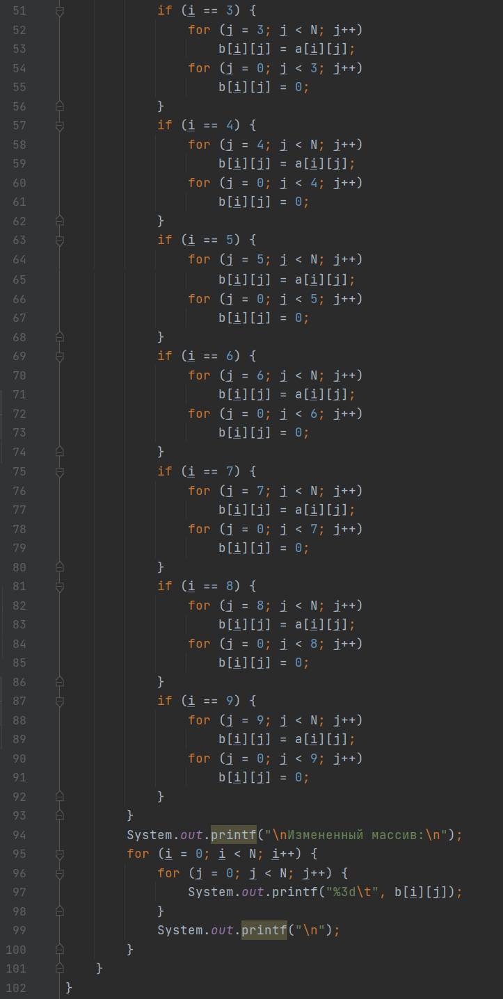 51 if (i == 3) {
52 for (j = 3; j < N; j++)
53 b[i][j] = a[i][j];
54 for (j = 0; j < 3; j++)
55 b[i][j] = 0;
56 }
57 if (i == 4) {
58 for (j = 4; j < N; j++)
59 b[i][j] = a[i][j];
60 for (j = 0; j < 4; j++)
61 b[i][j] = 0;
62 }
63 if (i == 5) {
64 for (j = 5; j < N; j++)
65 b[i][j] = a[i][j];
66 for (j = 0; j < 5; j++)
67 b[i][j] = 0;
68 }
69 if (i == 6) {
70 for (j = 6; j < N; j++)
71 b[i][j] = a[i][j];
72 for (j = 0; j < 6; j++)
73 b[i][j] = 0;
74 }
75 if (i == 7) {
76 for (j = 7; j < N; j++)
77 b[i][j] = a[i][j];
78 for (j = 0; j < 7; j++)
79 b[i][j] = 0;
80 }
81 if (i == 8) {
82 for (j = 8; j < N; j++)
83 b[i][j] = a[i][j];
84 for (j = 0; j < 8; j++)
85 b[i][j] = 0;
86 }
87 if (i == 9) {
88 for (j = 9; j < N; j++)
89 b[i][j] = a[i][j];
90 for (j = 0; j < 9; j++)
91 b[i][j] = 0;
92 }
93 }
94 System.out.printf("\nИзмененный массив:\n");
95 for (i = 0; i < N; i++) {
96 for (j = 0; j < N; j++) {
97 System.out.printf("%3d\t", b[i][j]);
98 }
99 System.out.printf("\n");
100 }
101 }
102 }